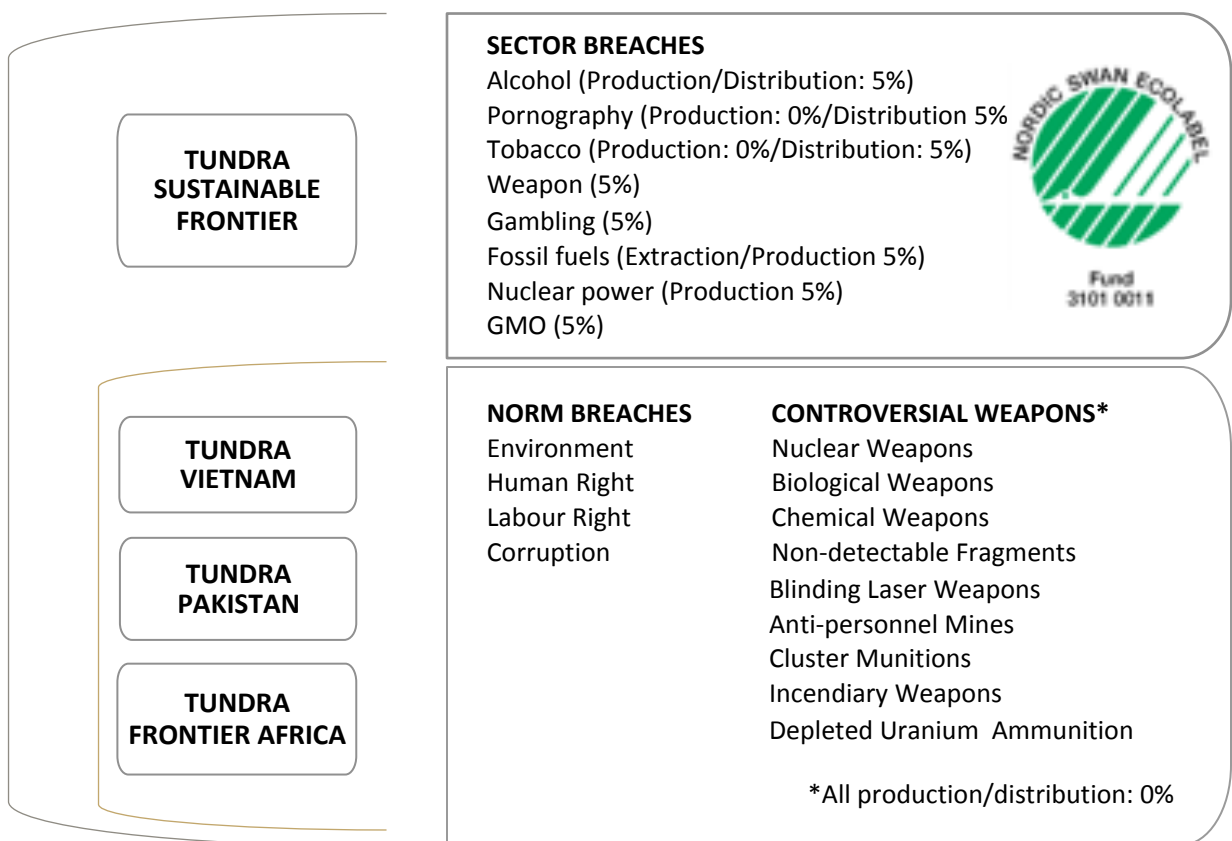 TUNDRA
SUSTAINABLE
FRONTIER
SECTOR BREACHES
Alcohol (Production/Distribution: 5%)
Pornography (Production: 0%/Distribution 5%
Tobacco (Production: 0%/Distribution: 5%)
Weapon (5%)
Gambling (5%)
Fossil fuels (Extraction/Production 5%)
Nuclear power (Production 5%)
GMO (5%)
NORDIC SWAN ECOLABEL
Fund
3101 0011
TUNDRA
VIETNAM
TUNDRA
PAKISTAN
TUNDRA
FRONTIER AFRICA
NORM BREACHES
Environment
Human Right
Labour Right
Corruption
CONTROVERSIAL WEAPONS*
Nuclear Weapons
Biological Weapons
Chemical Weapons
Non-detectable Fragments
Blinding Laser Weapons
Anti-personnel Mines
Cluster Munitions
Incendiary Weapons
Depleted Uranium Ammunition
*All production/distribution: 0%